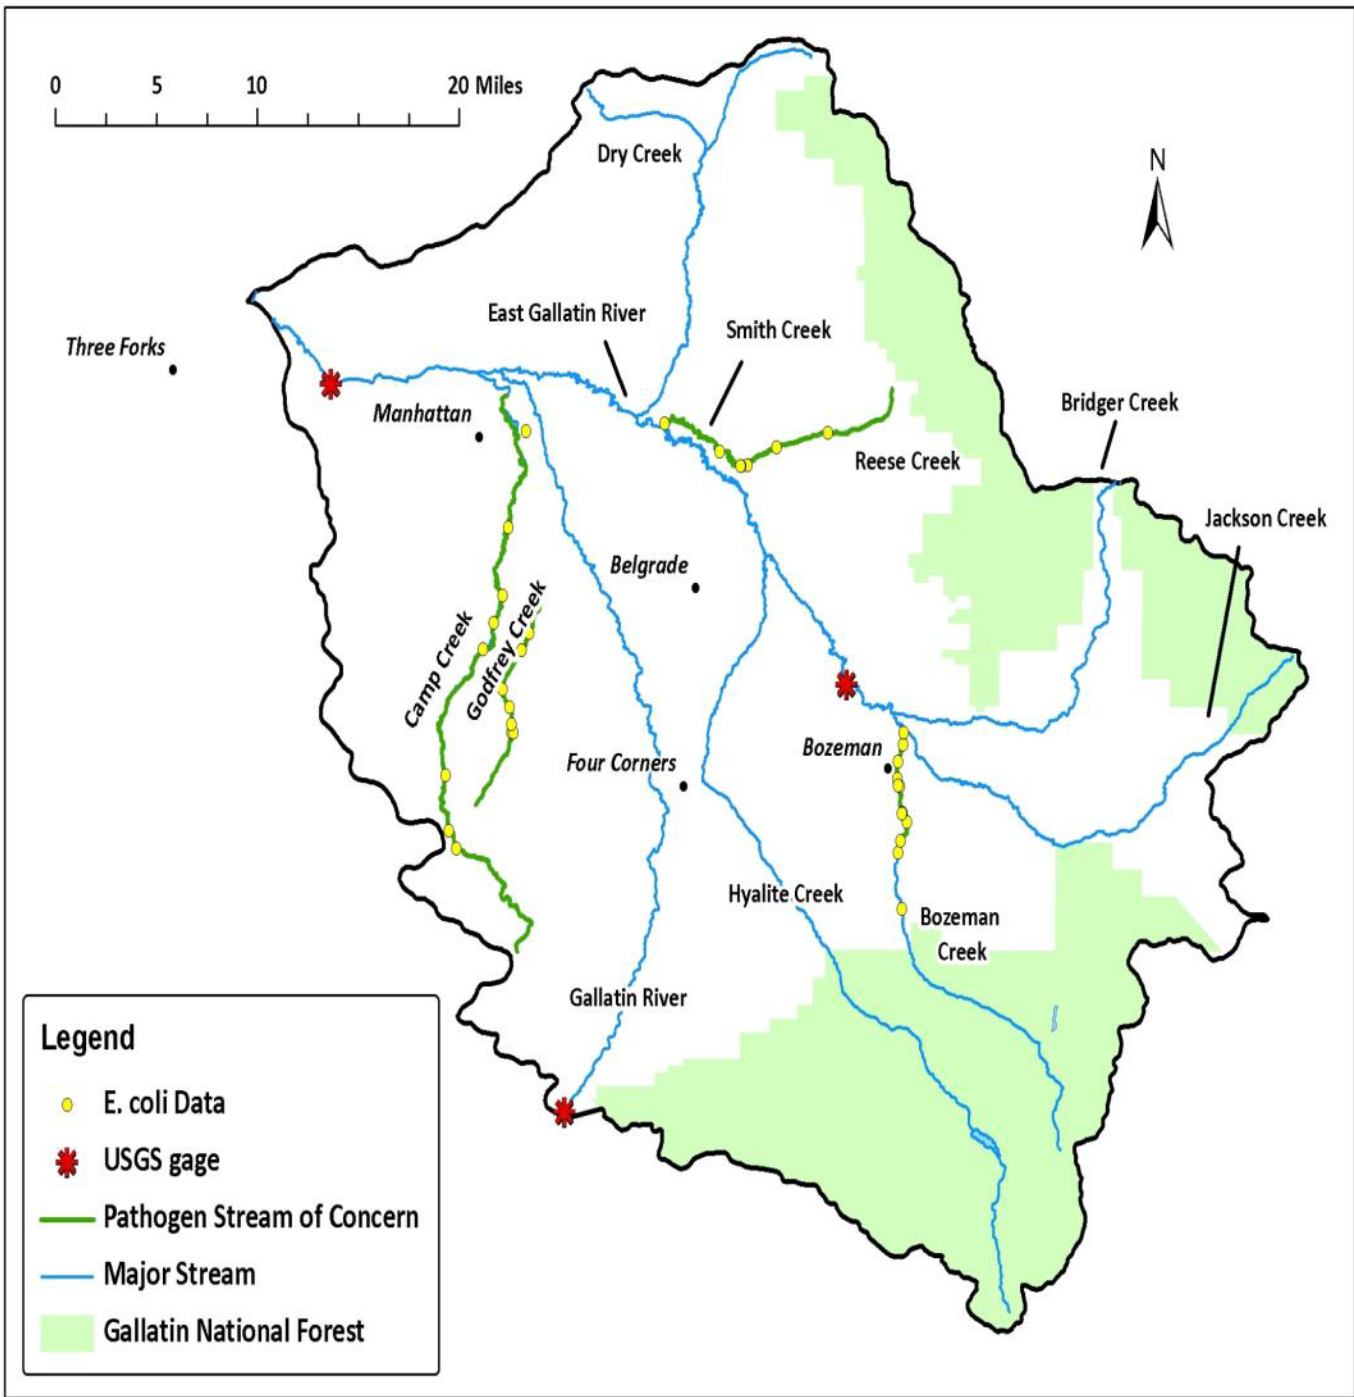 0 5 10 20 Miles
Dry Creek
N
East Gallatin River
Smith Creek
Three Forks
Manhattan
Bridger Creek
Reese Creek
Jackson Creek
Belgrade
Camp Creek
Godfrey Creek
Four Corners
Bozeman
Hyalite Creek
Bozeman
Creek
Gallatin River
Legend
E. coli Data
USGS gage
Pathogen Stream of Concern
Major Stream
Gallatin National Forest